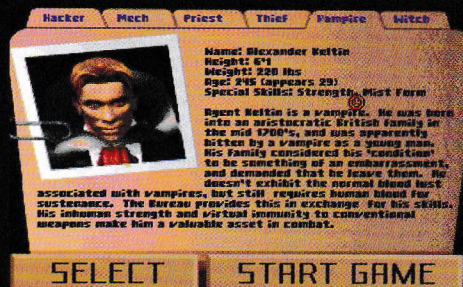 Hacker Mech Priest Thief Vampire Witch
Name: Alexander Keltin
Height: 6'1
Weight: 220 lbs
Age: 245 (appears 29)
Special Skills: Strength, Mist Form
Agent Keltin is a vampire. He was born
into an aristocratic British family in
the mid 1700's, and was apparently
bitten by a vampire as a young man.
His family considered his "condition"
to be something of an embarrassment,
and demanded that he leave them. He
doesn't exhibit the normal blood lust
associated with vampires, but still requires human blood for
sustenance. The Bureau provides this in exchange for his skills.
His inhuman strength and virtual immunity to conventional
weapons make him a valuable asset in combat.
SELECT START GAME